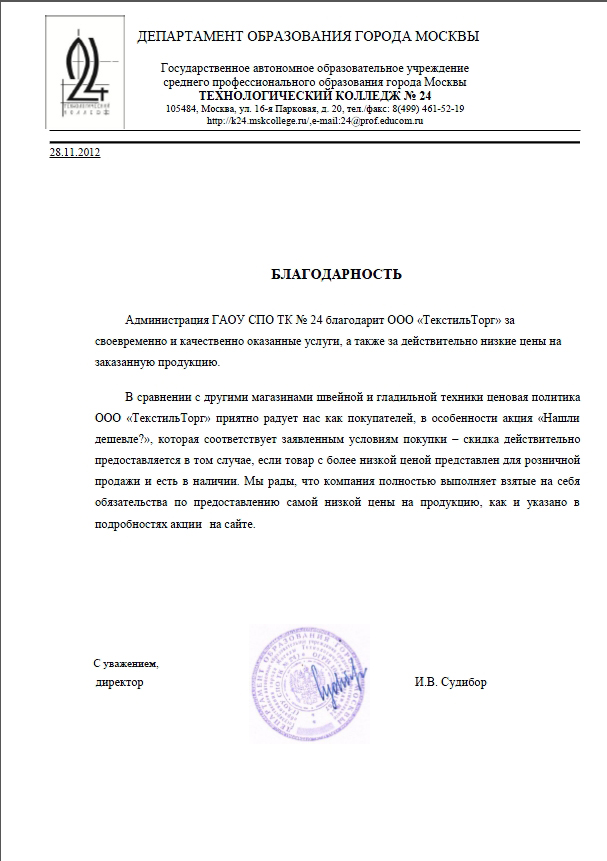 ДЕПАРТАМЕНТ ОБРАЗОВАНИЯ ГОРОДА МОСКВЫ
Государственное автономное образовательное учреждение
среднего профессионального образования города Москвы
ТЕХНОЛОГИЧЕСКИЙ КОЛЛЕДЖ № 24
105484, Москва, ул. 16-я Парковая, д. 20, тел./факс: 8(499) 461-52-19
http://k24.mskcollege.ru/,e-mail:24@prof.educom.ru
28.11.2012
БЛАГОДАРНОСТЬ
Администрация ГАОУ СПО ТК № 24 благодарит ООО «ТекстильТорг» за
своевременно и качественно оказанные услуги, а также за действительно низкие цены на
заказанную продукцию.
В сравнении с другими магазинами швейной и гладильной техники ценовая политика
ООО «ТекстильТорг» приятно радует нас как покупателей, в особенности акция «Нашли
дешевле?», которая соответствует заявленным условиям покупки – скидка действительно
предоставляется в том случае, если товар с более низкой ценой представлен для розничной
продажи и есть в наличии. Мы рады, что компания полностью выполняет взятые на себя
обязательства по предоставлению самой низкой цены на продукцию, как и указано в
подробностях акции на сайте.
С уважением,
директор
И.В. Судибор
ДЕПАРТАМЕНТ ОБРАЗОВАНИЯ ГОРОДА МОСКВЫ